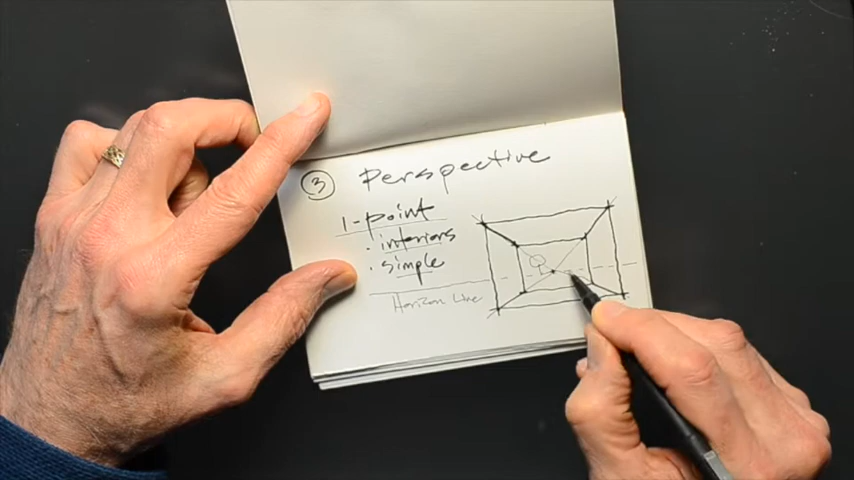 ③ Perspective
1-point
· interiors
· simple
Horizon Line